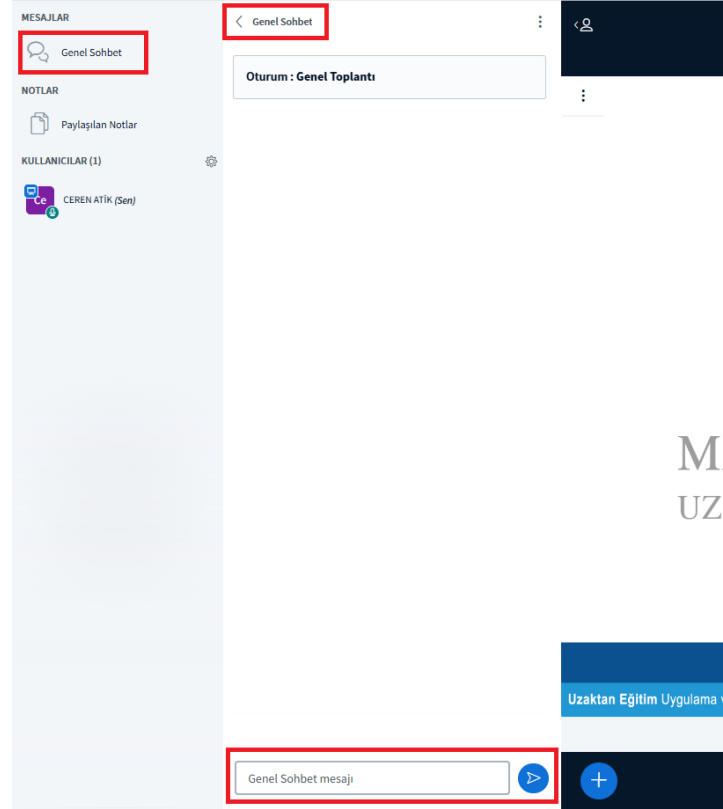 MESAJLAR
Genel Sohbet
NOTLAR
Paylaşılan Notlar
KULLANICILAR (1)
Ce
CEREN ATİK (Sen)
Genel Sohbet
Oturum : Genel Toplantı
Genel Sohbet mesajı
M
UZ
Uzaktan Eğitim Uygulama v